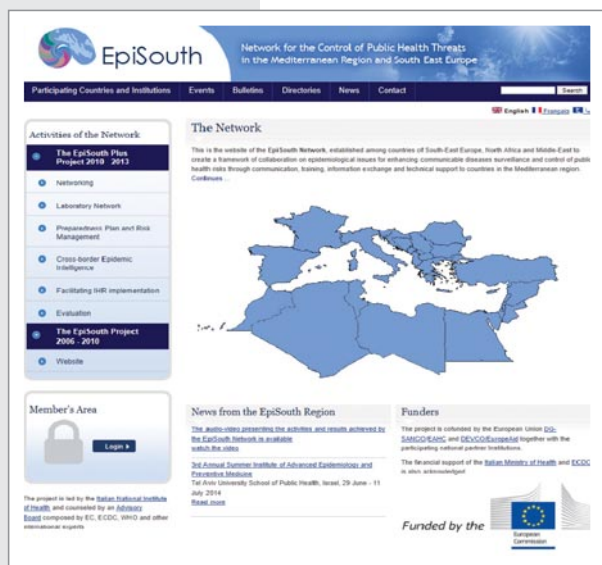 EpiSouth
Network for the Control of Public Health Threats
in the Mediterranean Region and South East Europe
Participating Countries and Institutions Events Bulletins Directories News Contact
Search
English Français
Activities of the Network
The EpiSouth Plus
Project 2010 - 2013
Networking
Laboratory Network
Preparedness Plan and Risk
Management
Cross-border Epidemic
Intelligence
Facilitating IHR implementation
Evaluation
The EpiSouth Project
2006 - 2010
Website
Member's Area
Login
The project is led by the Italian National Institute
of Health and counseled by an Advisory
Board composed by EC, ECDC, WHO and other
international experts
The Network
This is the website of the EpiSouth Network, established among countries of South-East Europe, North Africa and Middle-East to
create a framework of collaboration on epidemiological issues for enhancing communicable diseases surveillance and control of public
health risks through communication, training, information exchange and technical support to countries in the Mediterranean region.
Continues ...
News from the EpiSouth Region
The audio-video presenting the activities and results achieved by
the EpiSouth Network is available
watch the video
3rd Annual Summer Institute of Advanced Epidemiology and
Preventive Medicine
Tel Aviv University School of Public Health, Israel, 29 June - 11
July 2014
Read more
Funders
The project is cofunded by the European Union DG-
SANCO/EAHC and DEVCO/EuropeAid together with the
participating national partner Institutions.
The financial support of the Italian Ministry of Health and ECDC
is also acknowledged
Funded by the
European
Commission